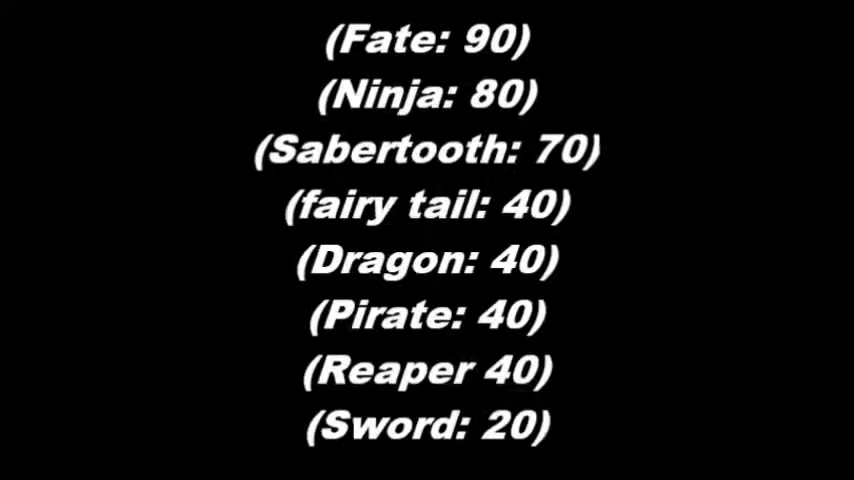 (Fate: 90)
(Ninja: 80)
(Sabertooth: 70)
(fairy tail: 40)
(Dragon: 40)
(Pirate: 40)
(Reaper 40)
(Sword: 20)